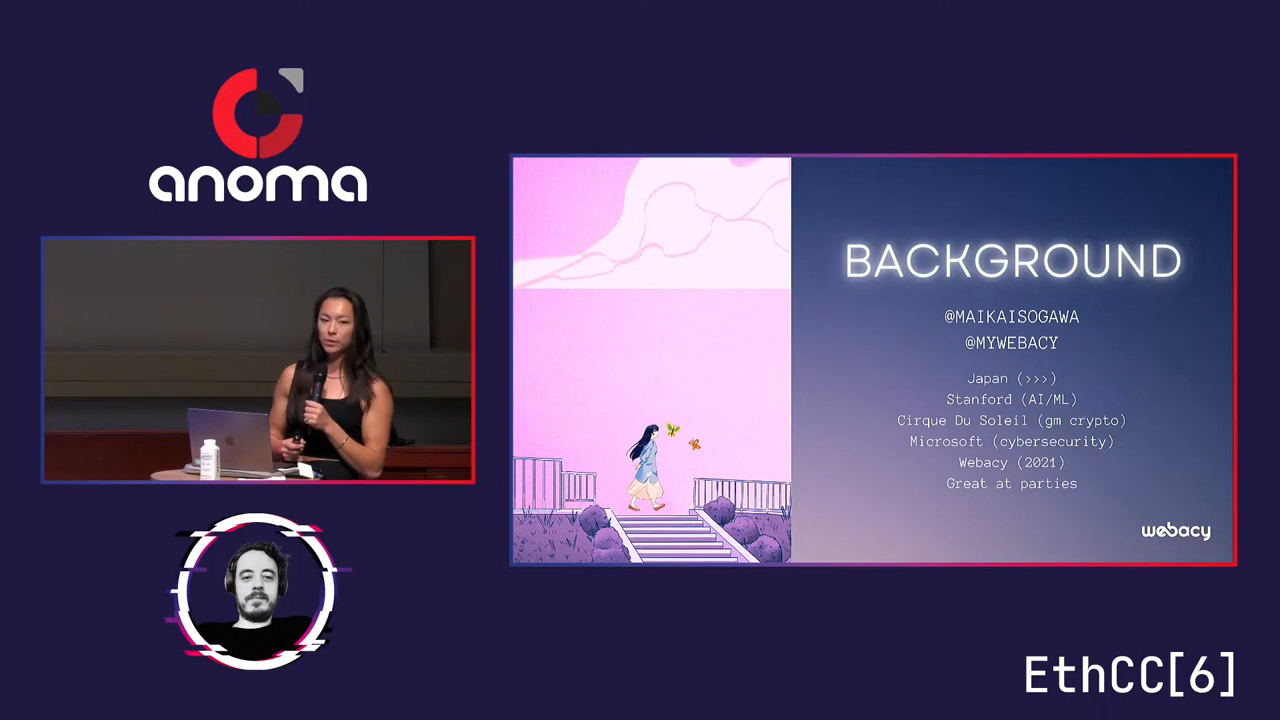 anoma
BACKGROUND
@MAIKAISOGAWA
@MYWEBACY
Japan (>>>)
Stanford (AI/ML)
Cirque Du Soleil (gm crypto)
Microsoft (cybersecurity)
Webacy (2021)
Great at parties
webacy
EthCC[6]